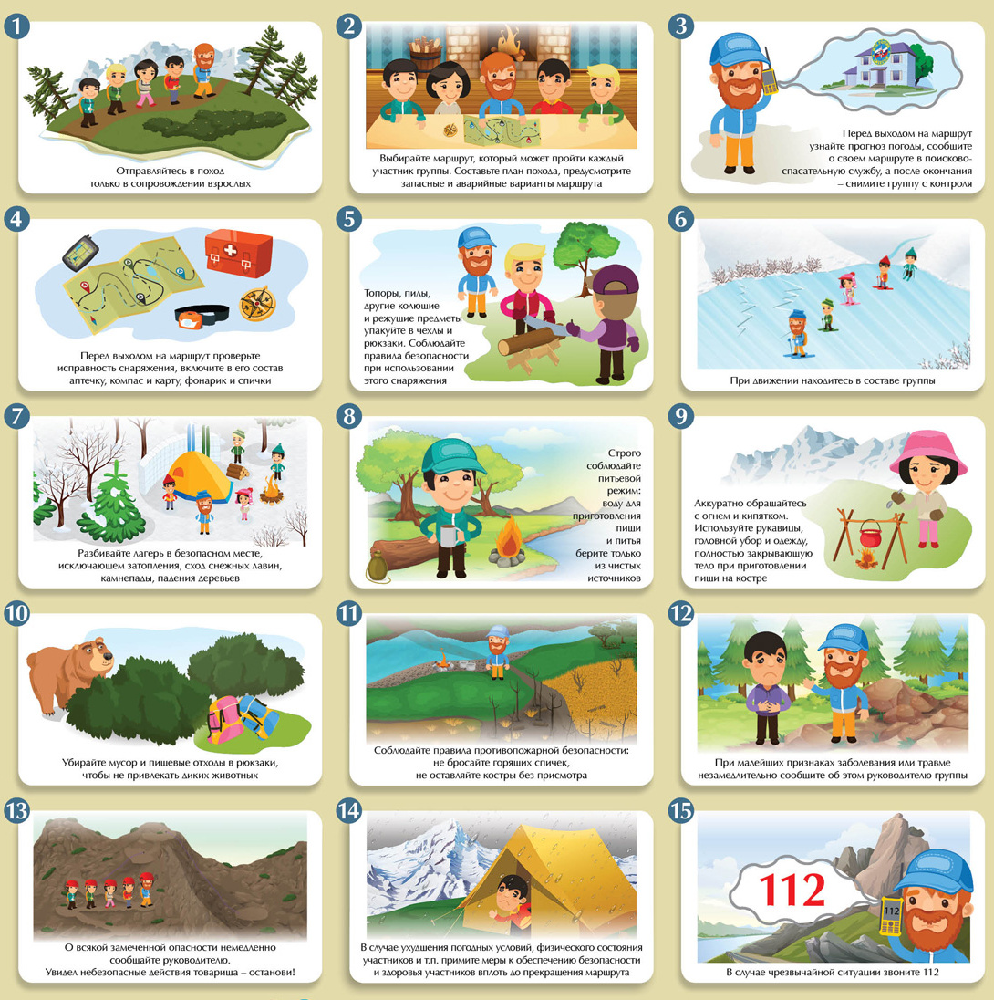 1
Отправляйтесь в поход
только в сопровождении взрослых
2
Выбирайте маршрут, который может пройти каждый
участник группы. Составьте план похода, предусмотрите
запасные и аварийные варианты маршрута
3
Перед выходом на маршрут
узнайте прогноз погоды, сообщите
о своем маршруте в поисково-
спасательную службу, а после окончания
– снимите группу с контроля
4
Перед выходом на маршрут проверьте
исправность снаряжения, включите в его состав
аптечку, компас и карту, фонарик и спички
5
Топоры, пилы,
другие колющие
и режущие предметы
упакуйте в чехлы и
рюкзаки. Соблюдайте
правила безопасности
при использовании
этого снаряжения
6
При движении находитесь в составе группы
7
Разбивайте лагерь в безопасном месте,
исключающем затопления, сход снежных лавин,
камнепады, падения деревьев
8
Строго
соблюдайте
питьевой
режим:
воду для
приготовления
пищи
и питья
берите только
из чистых
источников
9
Аккуратно обращайтесь
с огнем и кипятком.
Используйте рукавицы,
головной убор и одежду,
полностью закрывающую
тело при приготовлении
пищи на костре
10
Убирайте мусор и пищевые отходы в рюкзаки,
чтобы не привлекать диких животных
11
Соблюдайте правила противопожарной безопасности:
не бросайте горящих спичек,
не оставляйте костры без присмотра
12
При малейших признаках заболевания или травме
незамедлительно сообщите об этом руководителю группы
13
О всякой замеченной опасности немедленно
сообщайте руководителю.
Увидел небезопасные действия товарища – останови!
14
В случае ухудшения погодных условий, физического состояния
участников и т.п. примите меры к обеспечению безопасности
и здоровья участников вплоть до прекращения маршрута
15
112
112
В случае чрезвычайной ситуации звоните 112